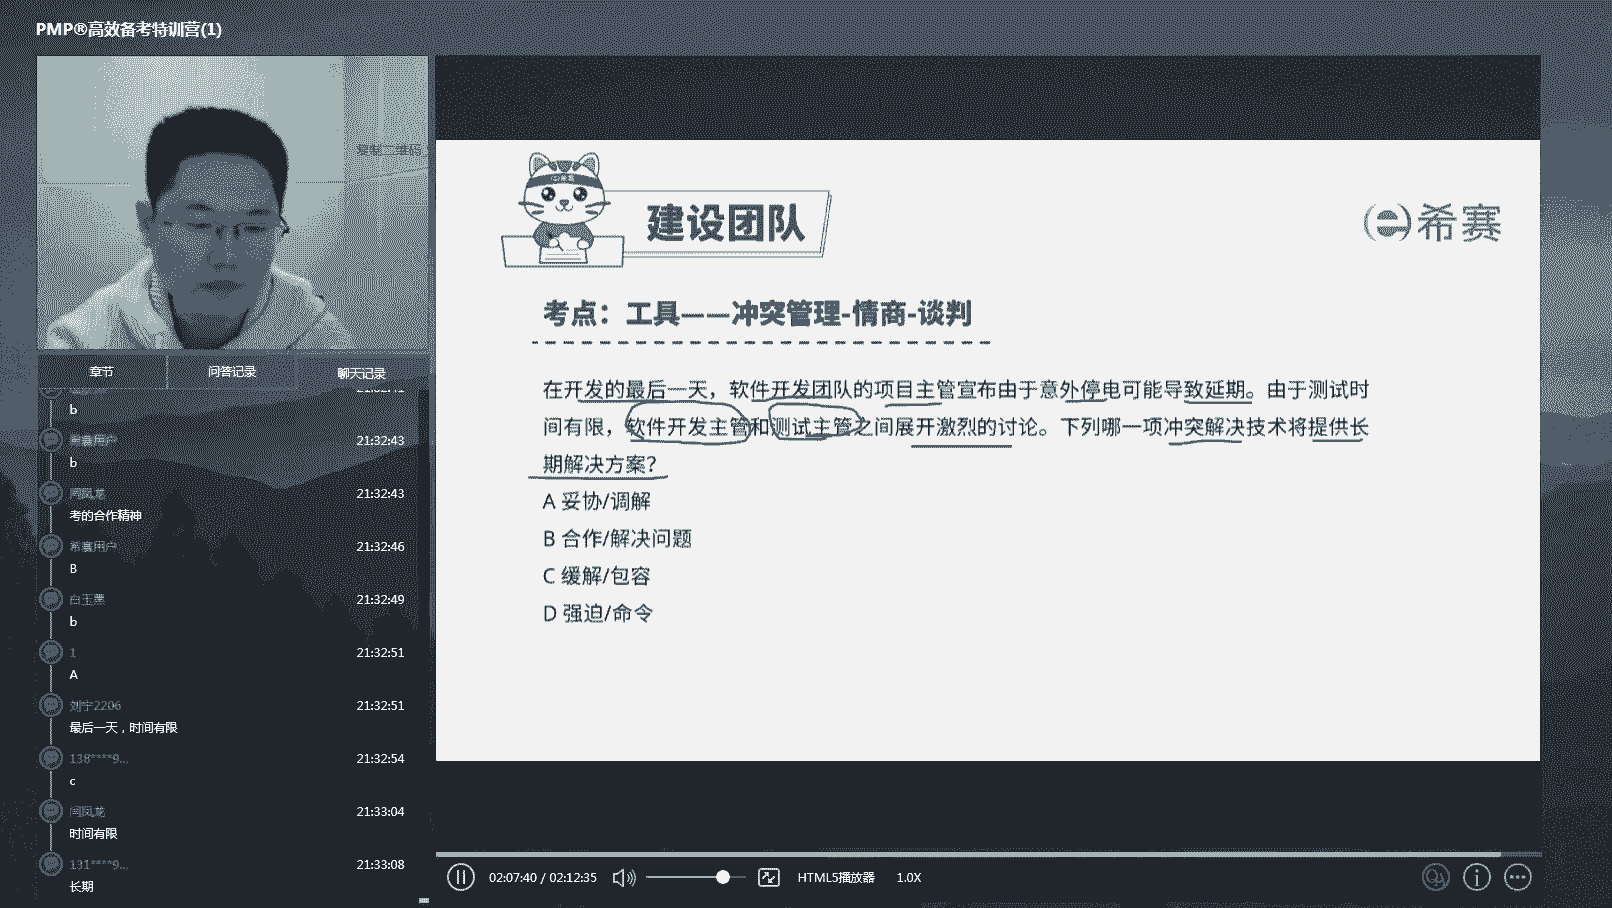 PMP®高效备考特训营(1)
复制二维码
章节
问答记录
聊天记录
b
希赛用户
21:32:43
b
闫凤龙
21:32:43
考的合作精神
希赛用户
21:32:46
B
白玉黑
21:32:49
b
1
21:32:51
A
刘宁2206
21:32:51
最后一天，时间有限
138****9...
21:32:54
c
闫凤龙
21:33:04
时间有限
131****9...
21:33:08
长期
建设团队
希赛
考点：工具——冲突管理-情商-谈判
在开发的最后一天，软件开发团队的项目主管宣布由于意外停电可能导致延期。由于测试时
间有限，软件开发主管和测试主管之间展开激烈的讨论。下列哪一项冲突解决技术将提供长
期解决方案？
A 妥协/调解
B 合作/解决问题
C 缓解/包容
D 强迫/命令
02:07:40 / 02:12:35
HTML5播放器
1.0X